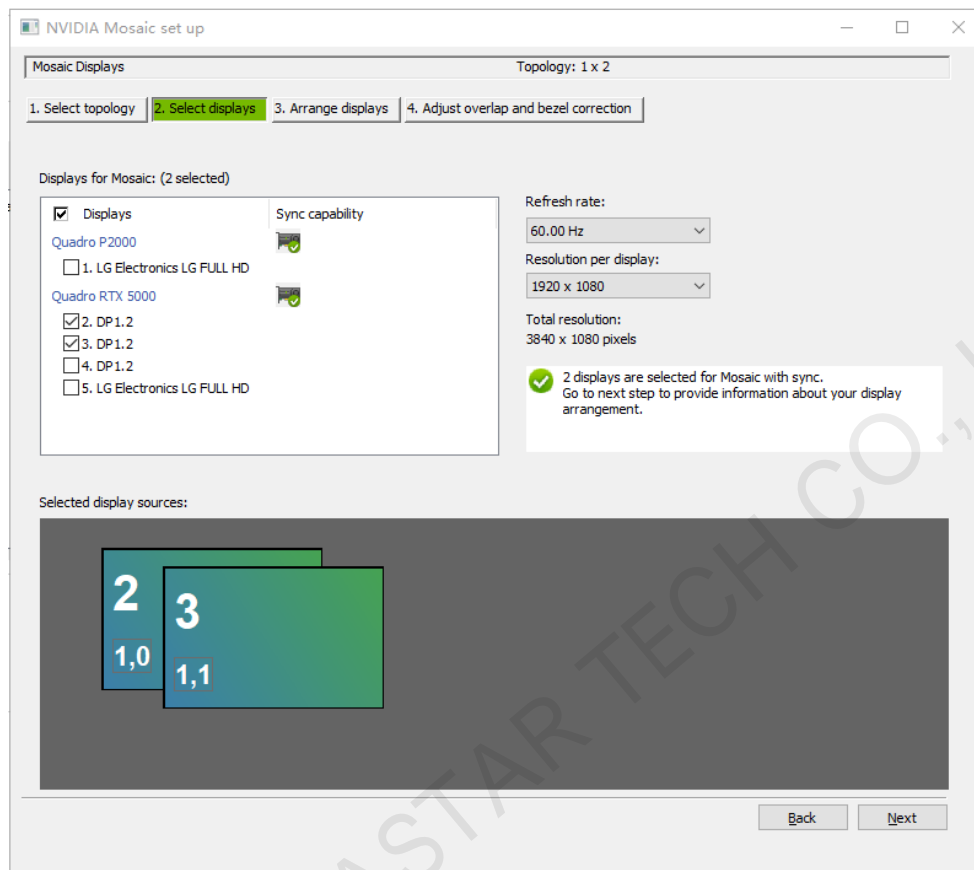 NVIDIA Mosaic set up
Mosaic Displays Topology: 1 x 2
1. Select topology 2. Select displays 3. Arrange displays 4. Adjust overlap and bezel correction
Displays for Mosaic: (2 selected)
Displays Sync capability
Quadro P2000
1. LG Electronics LG FULL HD
Quadro RTX 5000
2. DP1.2
3. DP1.2
4. DP1.2
5. LG Electronics LG FULL HD
Refresh rate:
60.00 Hz
Resolution per display:
1920 x 1080
Total resolution:
3840 x 1080 pixels
2 displays are selected for Mosaic with sync.
Go to next step to provide information about your display
arrangement.
Selected display sources:
2
1,0
3
1,1
Back Next
ASTAR TECH CO.,